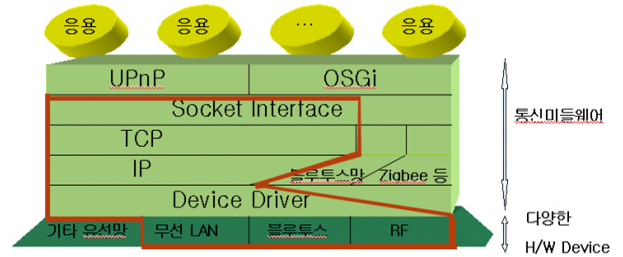 응용 응용 ... 응용
UPnP OSGi
Socket Interface
통신미들웨어
TCP
IP 블루투스맞 Zigbee 등
Device Driver
다양한
기타 유선망 무선 LAN 블루투스 RF
H/W Device